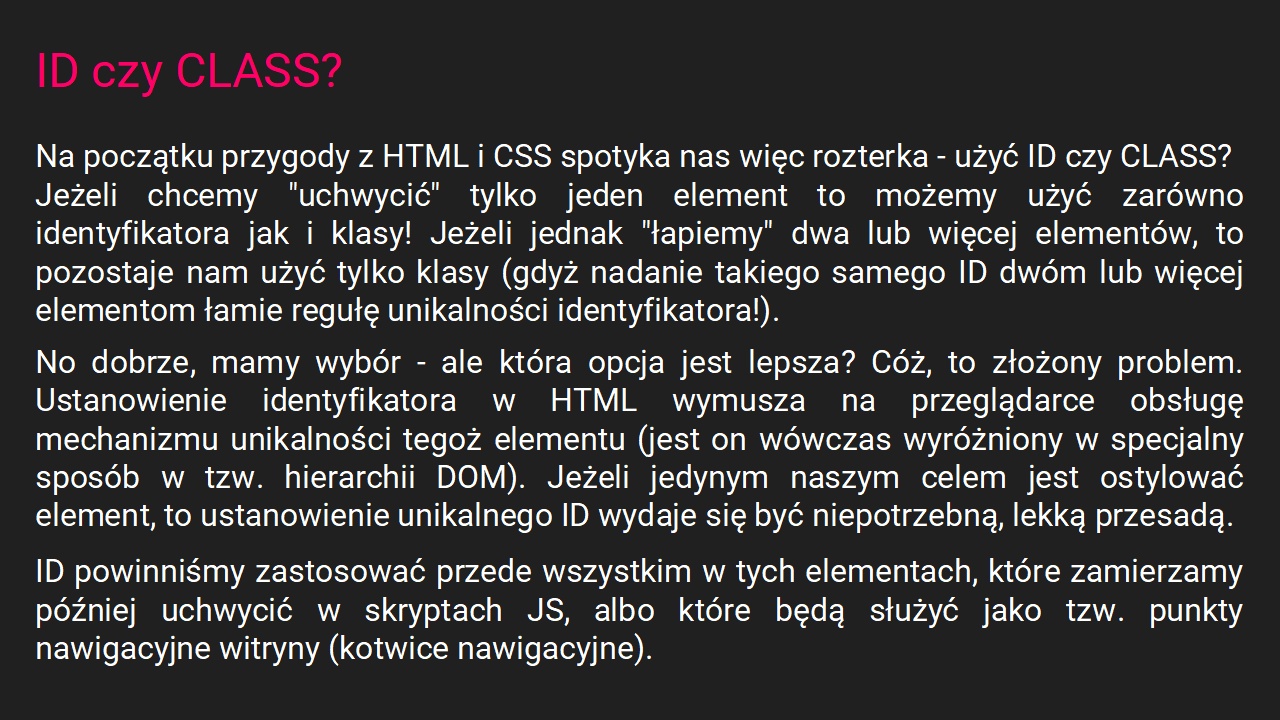 ID czy CLASS?
Na początku przygody z HTML i CSS spotyka nas więc rozterka - użyć ID czy CLASS?
Jeżeli chcemy "uchwycić" tylko jeden element to możemy użyć zarówno
identyfikatora jak i klasy! Jeżeli jednak "łapiemy" dwa lub więcej elementów, to
pozostaje nam użyć tylko klasy (gdyż nadanie takiego samego ID dwóm lub więcej
elementom łamie regułę unikalności identyfikatora!).
No dobrze, mamy wybór - ale która opcja jest lepsza? Cóż, to złożony problem.
Ustanowienie identyfikatora w HTML wymusza na przeglądarce obsługę
mechanizmu unikalności tegoż elementu (jest on wówczas wyróżniony w specjalny
sposób w tzw. hierarchii DOM). Jeżeli jedynym naszym celem jest ostylować
element, to ustanowienie unikalnego ID wydaje się być niepotrzebną, lekką przesadą.
ID powinniśmy zastosować przede wszystkim w tych elementach, które zamierzamy
później uchwycić w skryptach JS, albo które będą służyć jako tzw. punkty
nawigacyjne witryny (kotwice nawigacyjne).